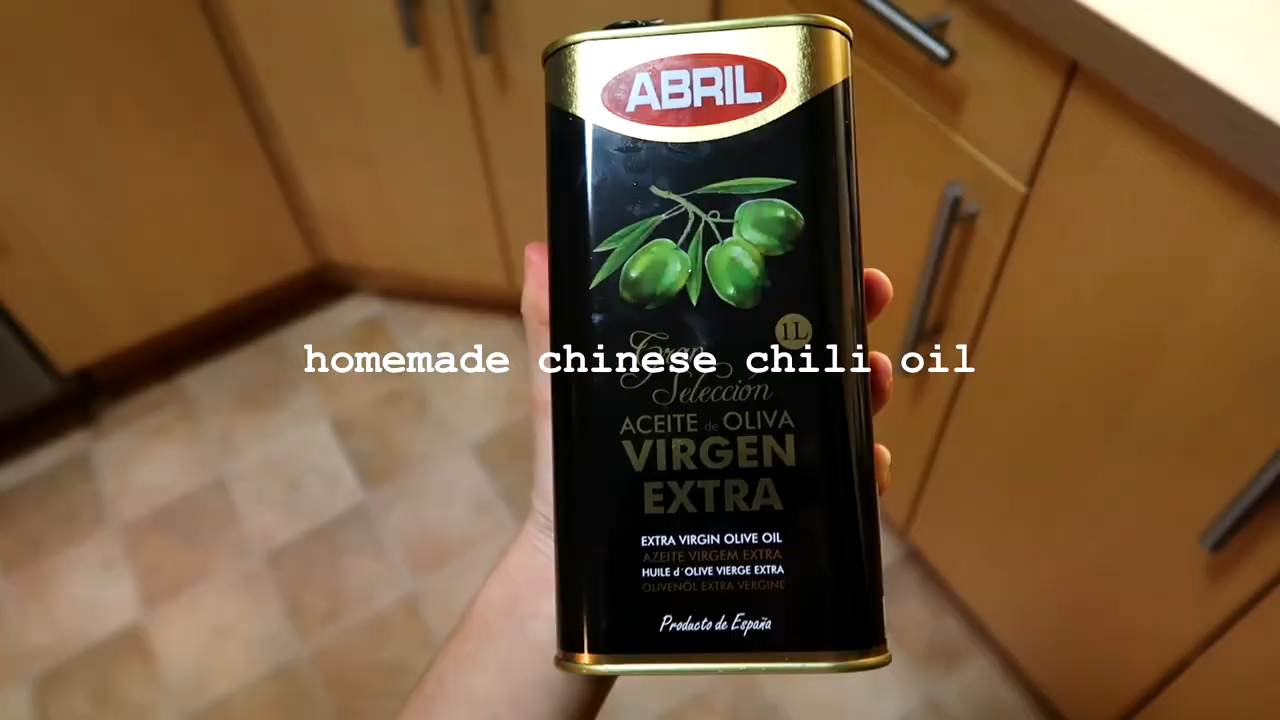 ABRIL
1L
homemade chinese chili oil
Gran
Selección
ACEITE de OLIVA
VIRGEN
EXTRA
EXTRA VIRGIN OLIVE OIL
AZEITE VIRGEM EXTRA
HUILE d'OLIVE VIERGE EXTRA
OLIVENÖL EXTRA VERGINE
Producto de España